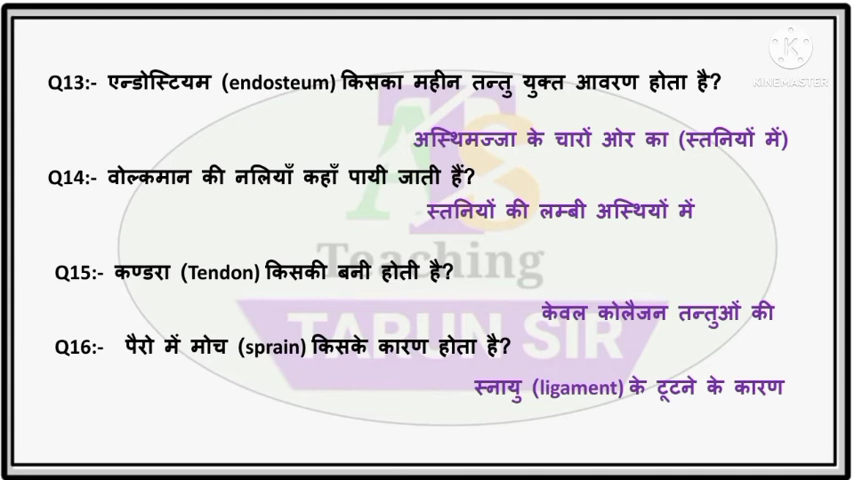 KINEMASTER
Q13:- एन्डोस्टियम (endosteum) किसका महीन तन्तु युक्त आवरण होता है?
अस्थिमज्जा के चारों ओर का (स्तनियों में)
Q14:- वोल्कमान की नलियाँ कहाँ पायी जाती हैं?
स्तनियों की लम्बी अस्थियों में
Teaching
Q15:- कण्डरा (Tendon) किसकी बनी होती है?
केवल कोलैजन तन्तुओं की
TARUN SIR
Q16:- पैरो में मोच (sprain) किसके कारण होता है?
स्नायु (ligament) के टूटने के कारण